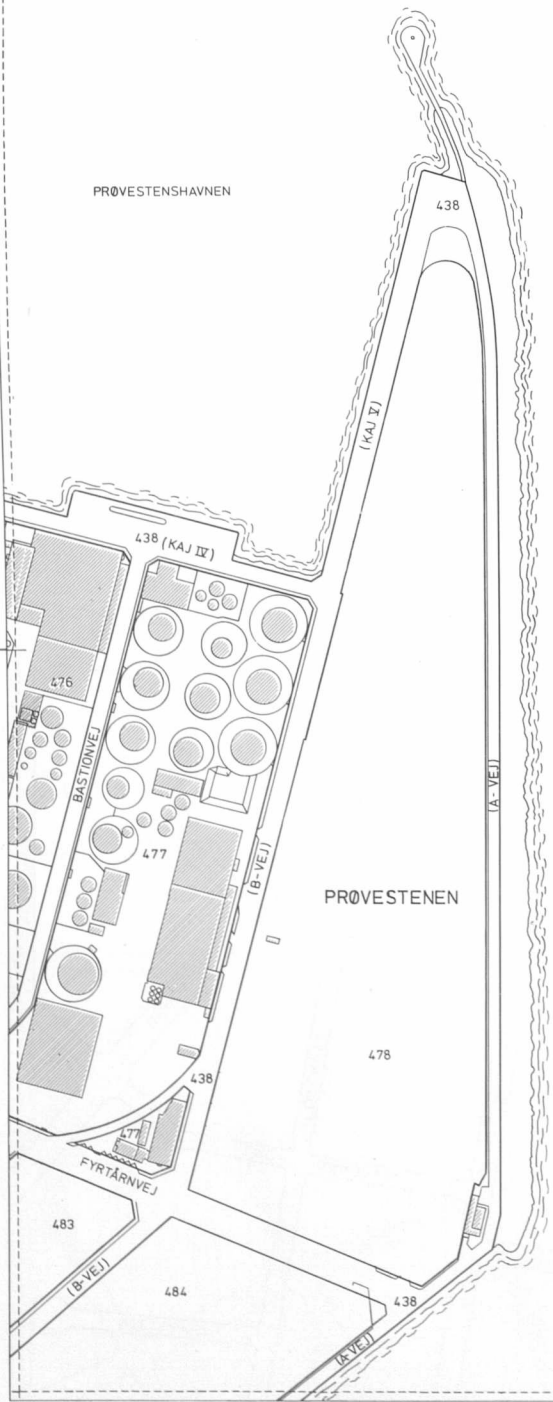 PRØVESTENSHAVNEN
438
(KAJ V)
438 (KAJ IV)
476
BASTIONVEJ
(A-VEJ)
477
(B-VEJ)
PRØVESTENEN
478
438
477
FYRTÅRNVEJ
483
(B-VEJ)
484
438
(A-VEJ)